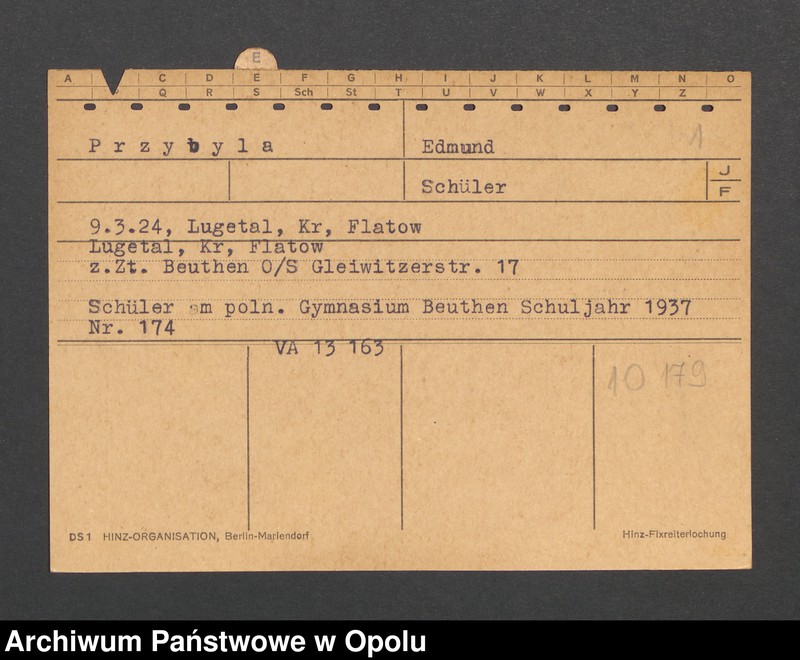 E
A C D E F G H I J K L M N O
Q R S Sch St T U V W X Y Z
Przybyla Edmund 1
Schüler J
F
9.3.24, Lugetal, Kr, Flatow
Lugetal, Kr, Flatow
z.Zt. Beuthen O/S Gleiwitzerstr. 17
Schüler am poln. Gymnasium Beuthen Schuljahr 1937
Nr. 174
VA 13 163
10 179
DS1 HINZ-ORGANISATION, Berlin-Mariendorf Hinz-Fixreiterlochung
Archiwum Państwowe w Opolu